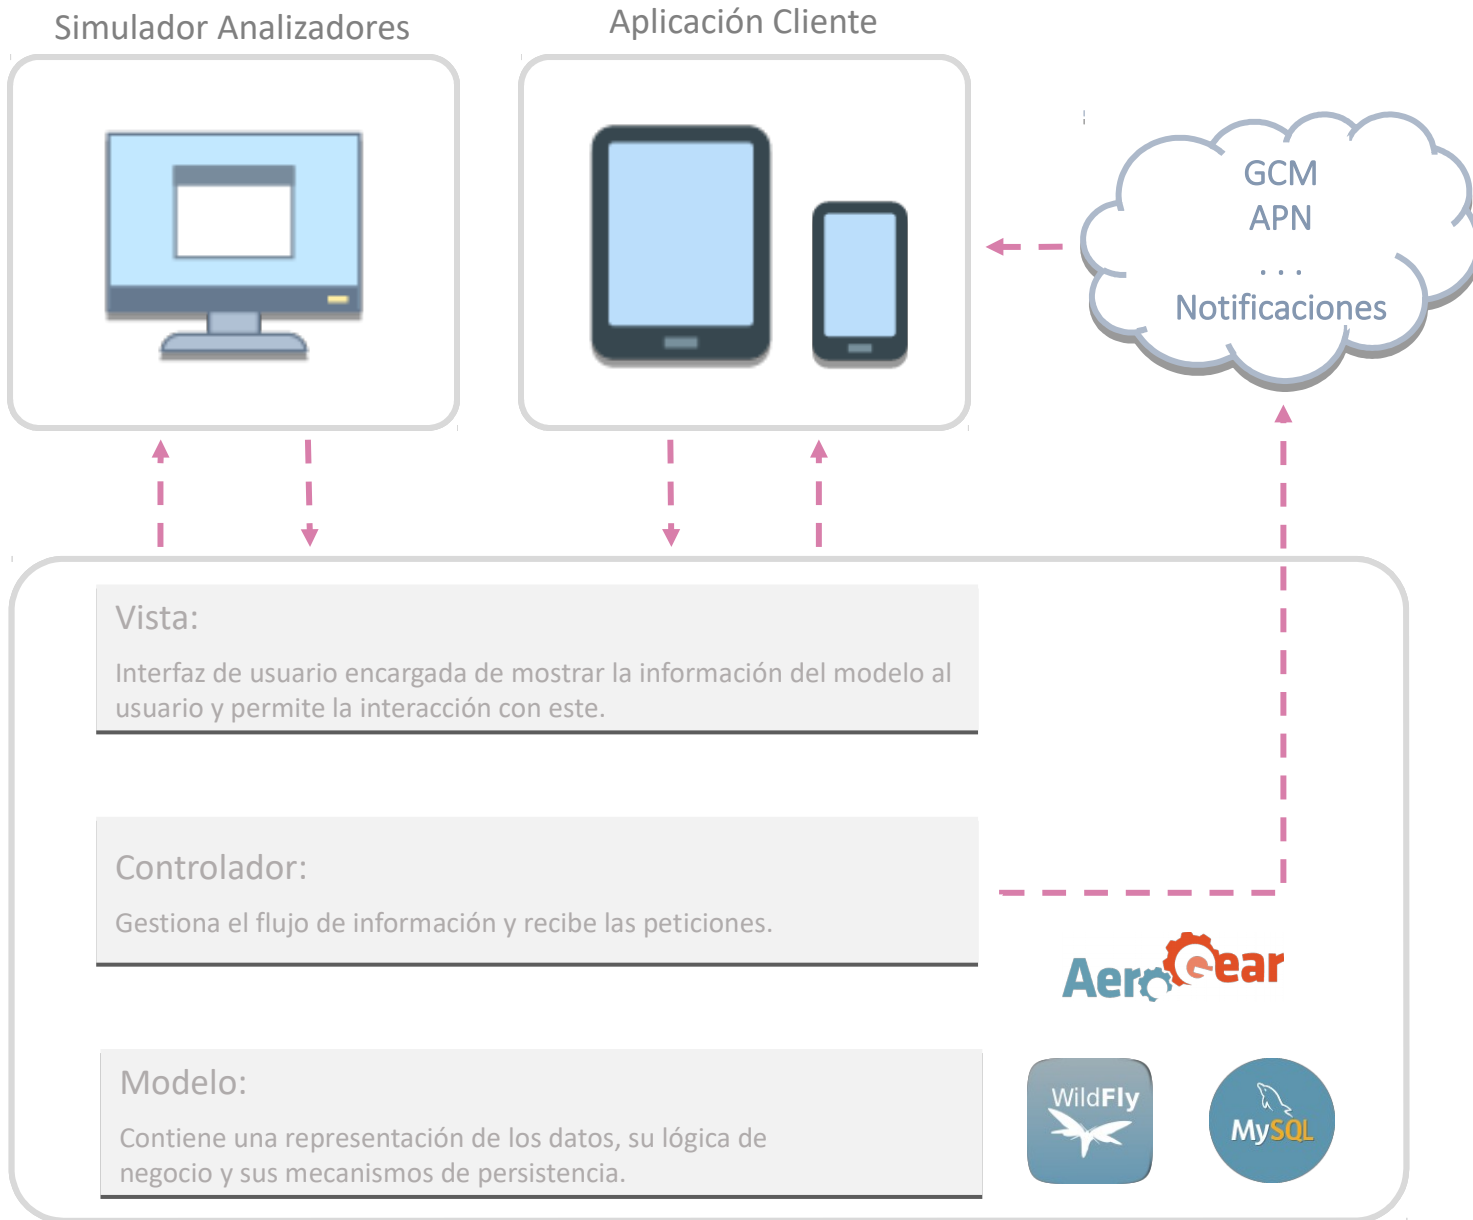 Simulador Analizadores
Aplicación Cliente
GCM
APN
. . .
Notificaciones
Vista:
Interfaz de usuario encargada de mostrar la información del modelo al
usuario y permite la interacción con este.
Controlador:
Gestiona el flujo de información y recibe las peticiones.
AeroGear
Modelo:
Contiene una representación de los datos, su lógica de
negocio y sus mecanismos de persistencia.
WildFly
MySQL